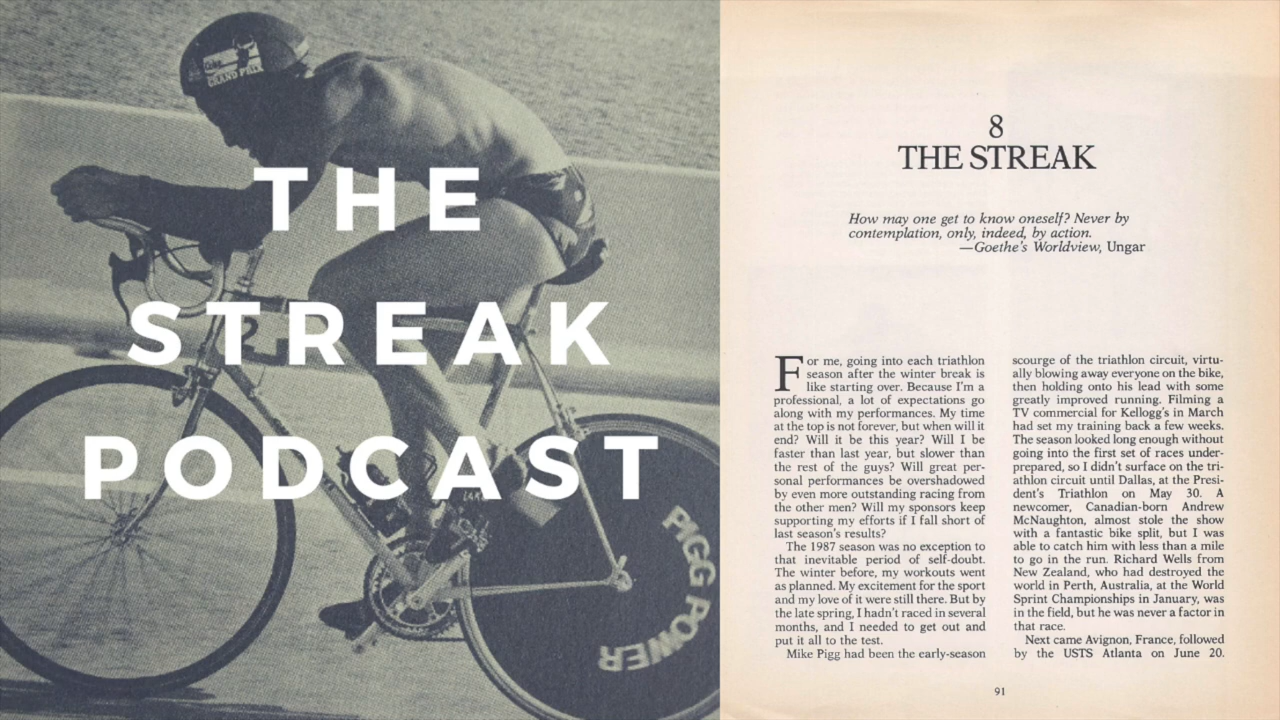 GRAND PRIX
THE
STREAK
PODCAST
PIGG POWER
8
THE STREAK
How may one get to know oneself? Never by
contemplation, only, indeed, by action.
—Goethe's Worldview, Ungar
For me, going into each triathlon
season after the winter break is
like starting over. Because I'm a
professional, a lot of expectations go
along with my performances. My time
at the top is not forever, but when will it
end? Will it be this year? Will I be
faster than last year, but slower than
the rest of the guys? Will great per-
sonal performances be overshadowed
by even more outstanding racing from
the other men? Will my sponsors keep
supporting my efforts if I fall short of
last season's results?
The 1987 season was no exception to
that inevitable period of self-doubt.
The winter before, my workouts went
as planned. My excitement for the sport
and my love of it were still there. But by
the late spring, I hadn't raced in several
months, and I needed to get out and
put it all to the test.
Mike Pigg had been the early-season
scourge of the triathlon circuit, virtu-
ally blowing away everyone on the bike,
then holding onto his lead with some
greatly improved running. Filming a
TV commercial for Kellogg's in March
had set my training back a few weeks.
The season looked long enough without
going into the first set of races under-
prepared, so I didn't surface on the tri-
athlon circuit until Dallas, at the Presi-
dent's Triathlon on May 30. A
newcomer, Canadian-born Andrew
McNaughton, almost stole the show
with a fantastic bike split, but I was
able to catch him with less than a mile
to go in the run. Richard Wells from
New Zealand, who had destroyed the
world in Perth, Australia, at the World
Sprint Championships in January, was
in the field, but he was never a factor in
that race.
Next came Avignon, France, followed
by the USTS Atlanta on June 20.
91